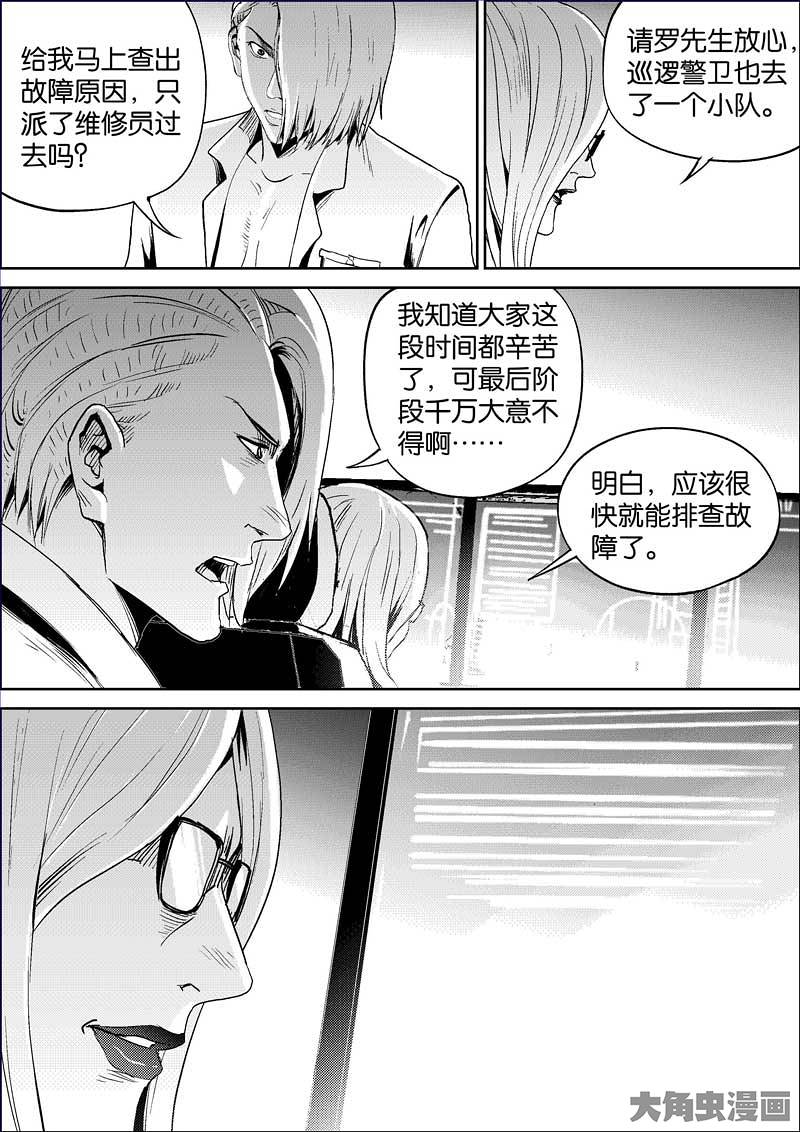 给我马上查出
故障原因，只
派了维修员过
去吗？
请罗先生放心，
巡逻警卫也去
了一个小队。
我知道大家这
段时间都辛苦
了，可最后阶
段千万大意不
得啊……
明白，应该很
快就能排查故
障了。
大角虫漫画